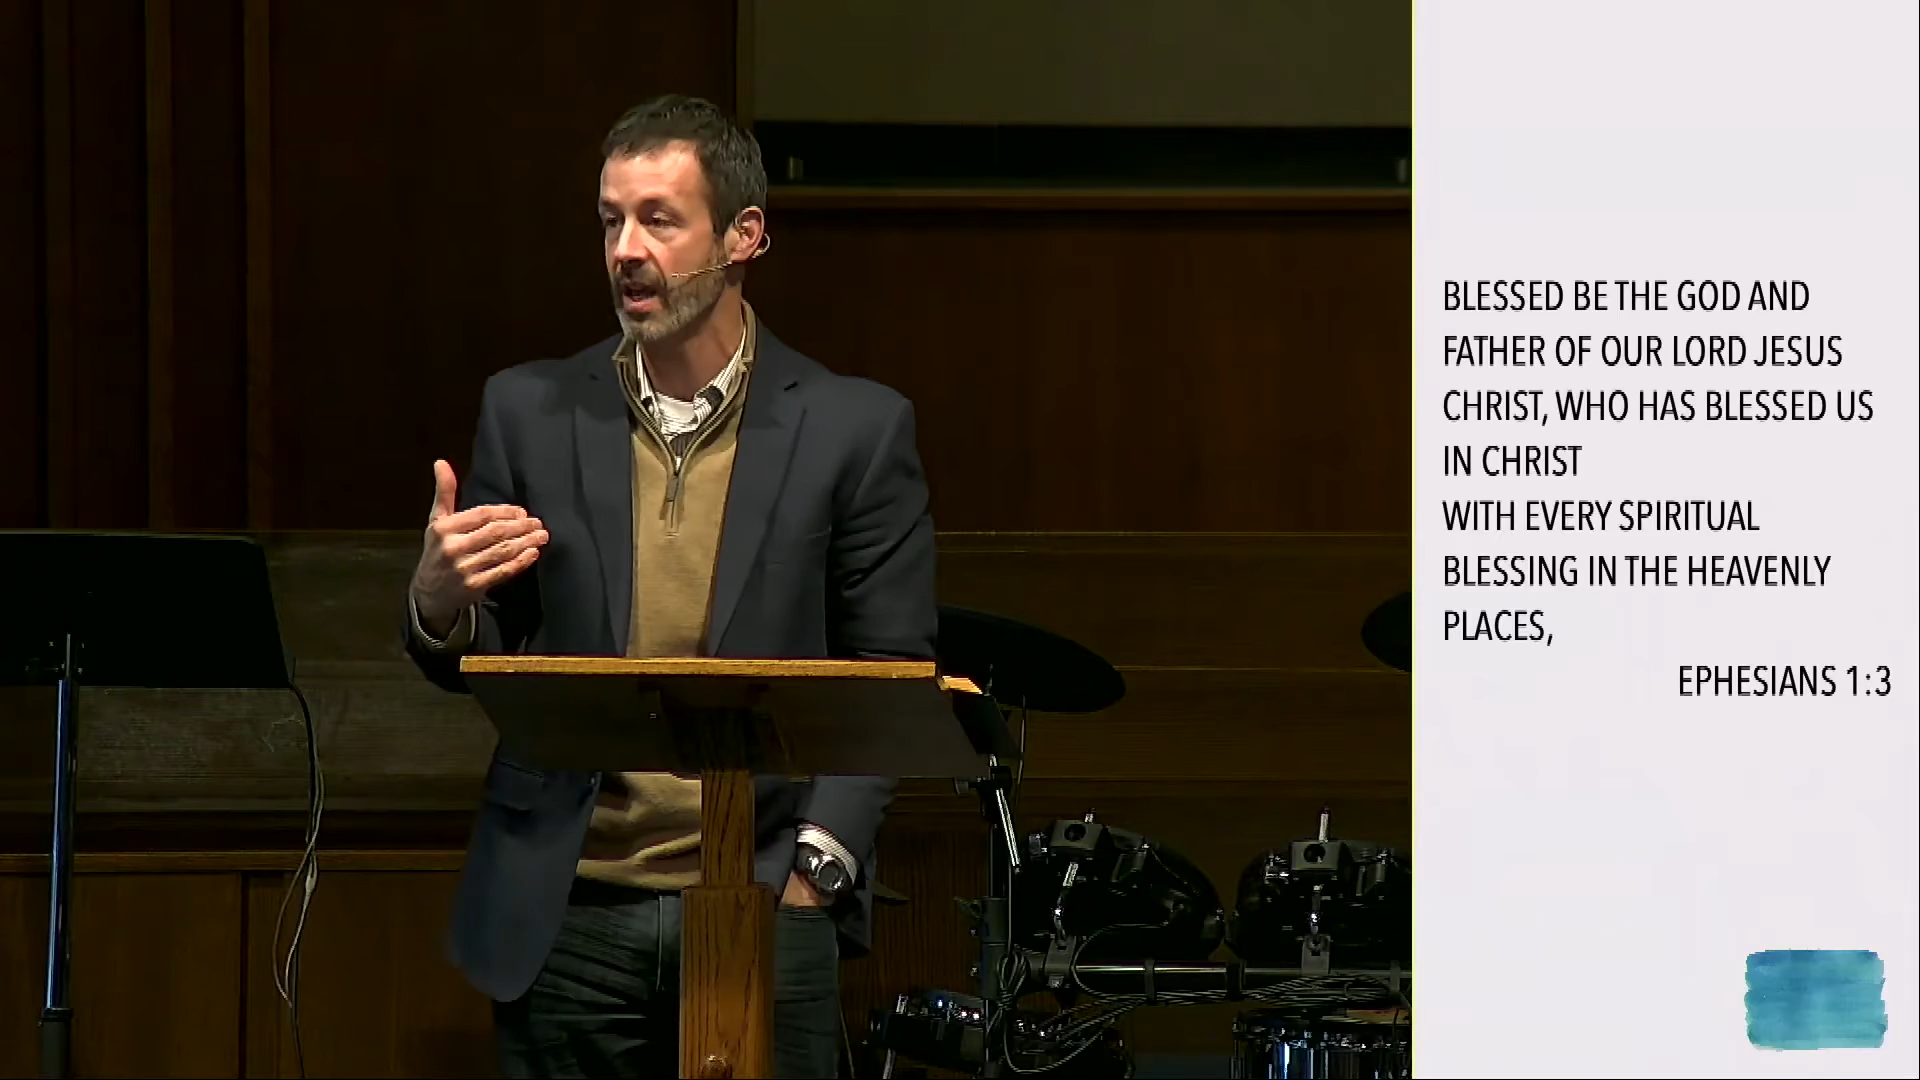 BLESSED BE THE GOD AND
FATHER OF OUR LORD JESUS
CHRIST, WHO HAS BLESSED US
IN CHRIST
WITH EVERY SPIRITUAL
BLESSING IN THE HEAVENLY
PLACES,
EPHESIANS 1:3